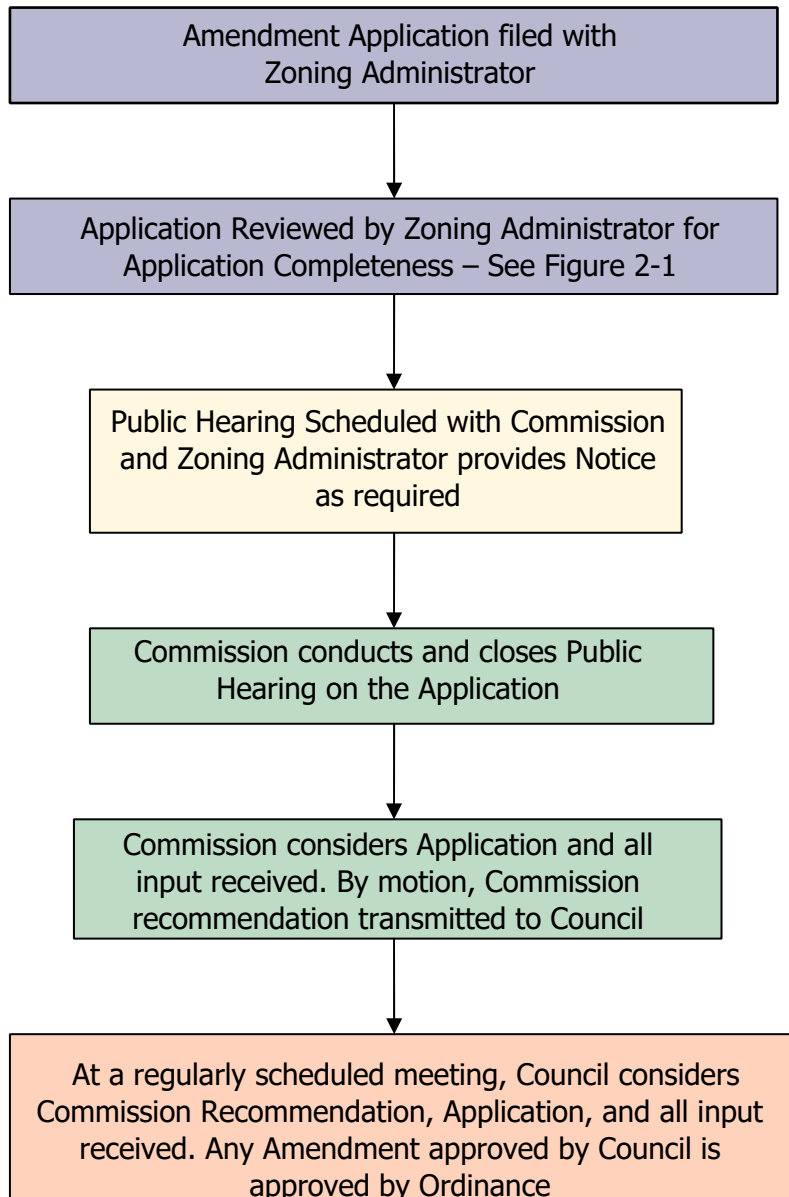 Amendment Application filed with
Zoning Administrator
Application Reviewed by Zoning Administrator for
Application Completeness – See Figure 2-1
Public Hearing Scheduled with Commission
and Zoning Administrator provides Notice
as required
Commission conducts and closes Public
Hearing on the Application
Commission considers Application and all
input received. By motion, Commission
recommendation transmitted to Council
At a regularly scheduled meeting, Council considers
Commission Recommendation, Application, and all input
received. Any Amendment approved by Council is
approved by Ordinance